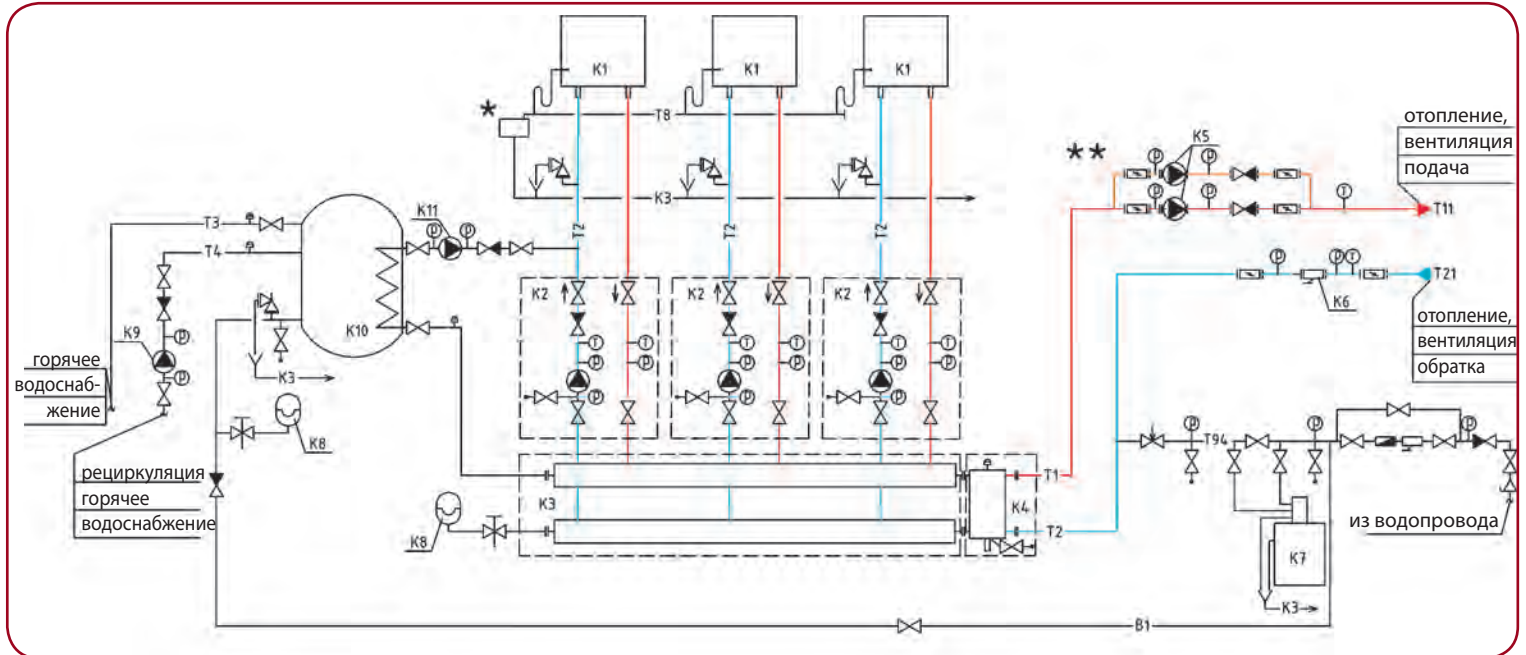 К1
К1
К1
*
Т8
отопление,
вентиляция
подача
**
К5
Р
Р
Р
Р
Т
Т11
К3
Т3
К11
Р
Р
Т2
Т2
Т2
Т4
К2
К2
К2
Р
Р
Т
Т21
К6
К9
Р
Р
К10
Т
Р
Р
Т
Р
Р
Т
Р
Р
Т
Р
Т
Р
Т
Р
отопление,
вентиляция
обратка
горячее
водоснаб-
жение
К3
К8
рециркуляция
горячее
водоснабжение
Р
Т94
Р
Р
К3
К4
Т1
Т2
К8
из водопровода
К7
К3
В1